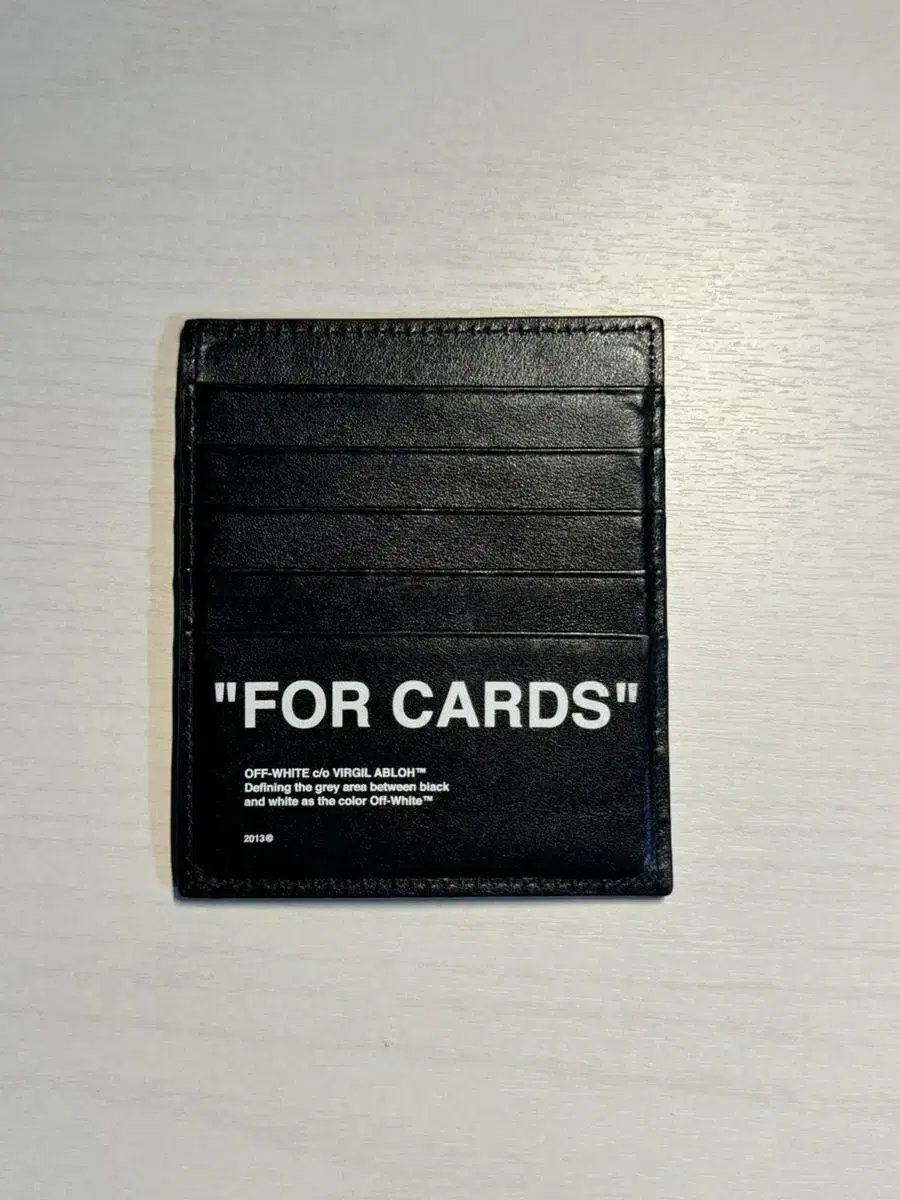 "FOR CARDS"
OFF-WHITE c/o VIRGIL ABLOH™
Defining the grey area between black
and white as the color Off-White™
2013©